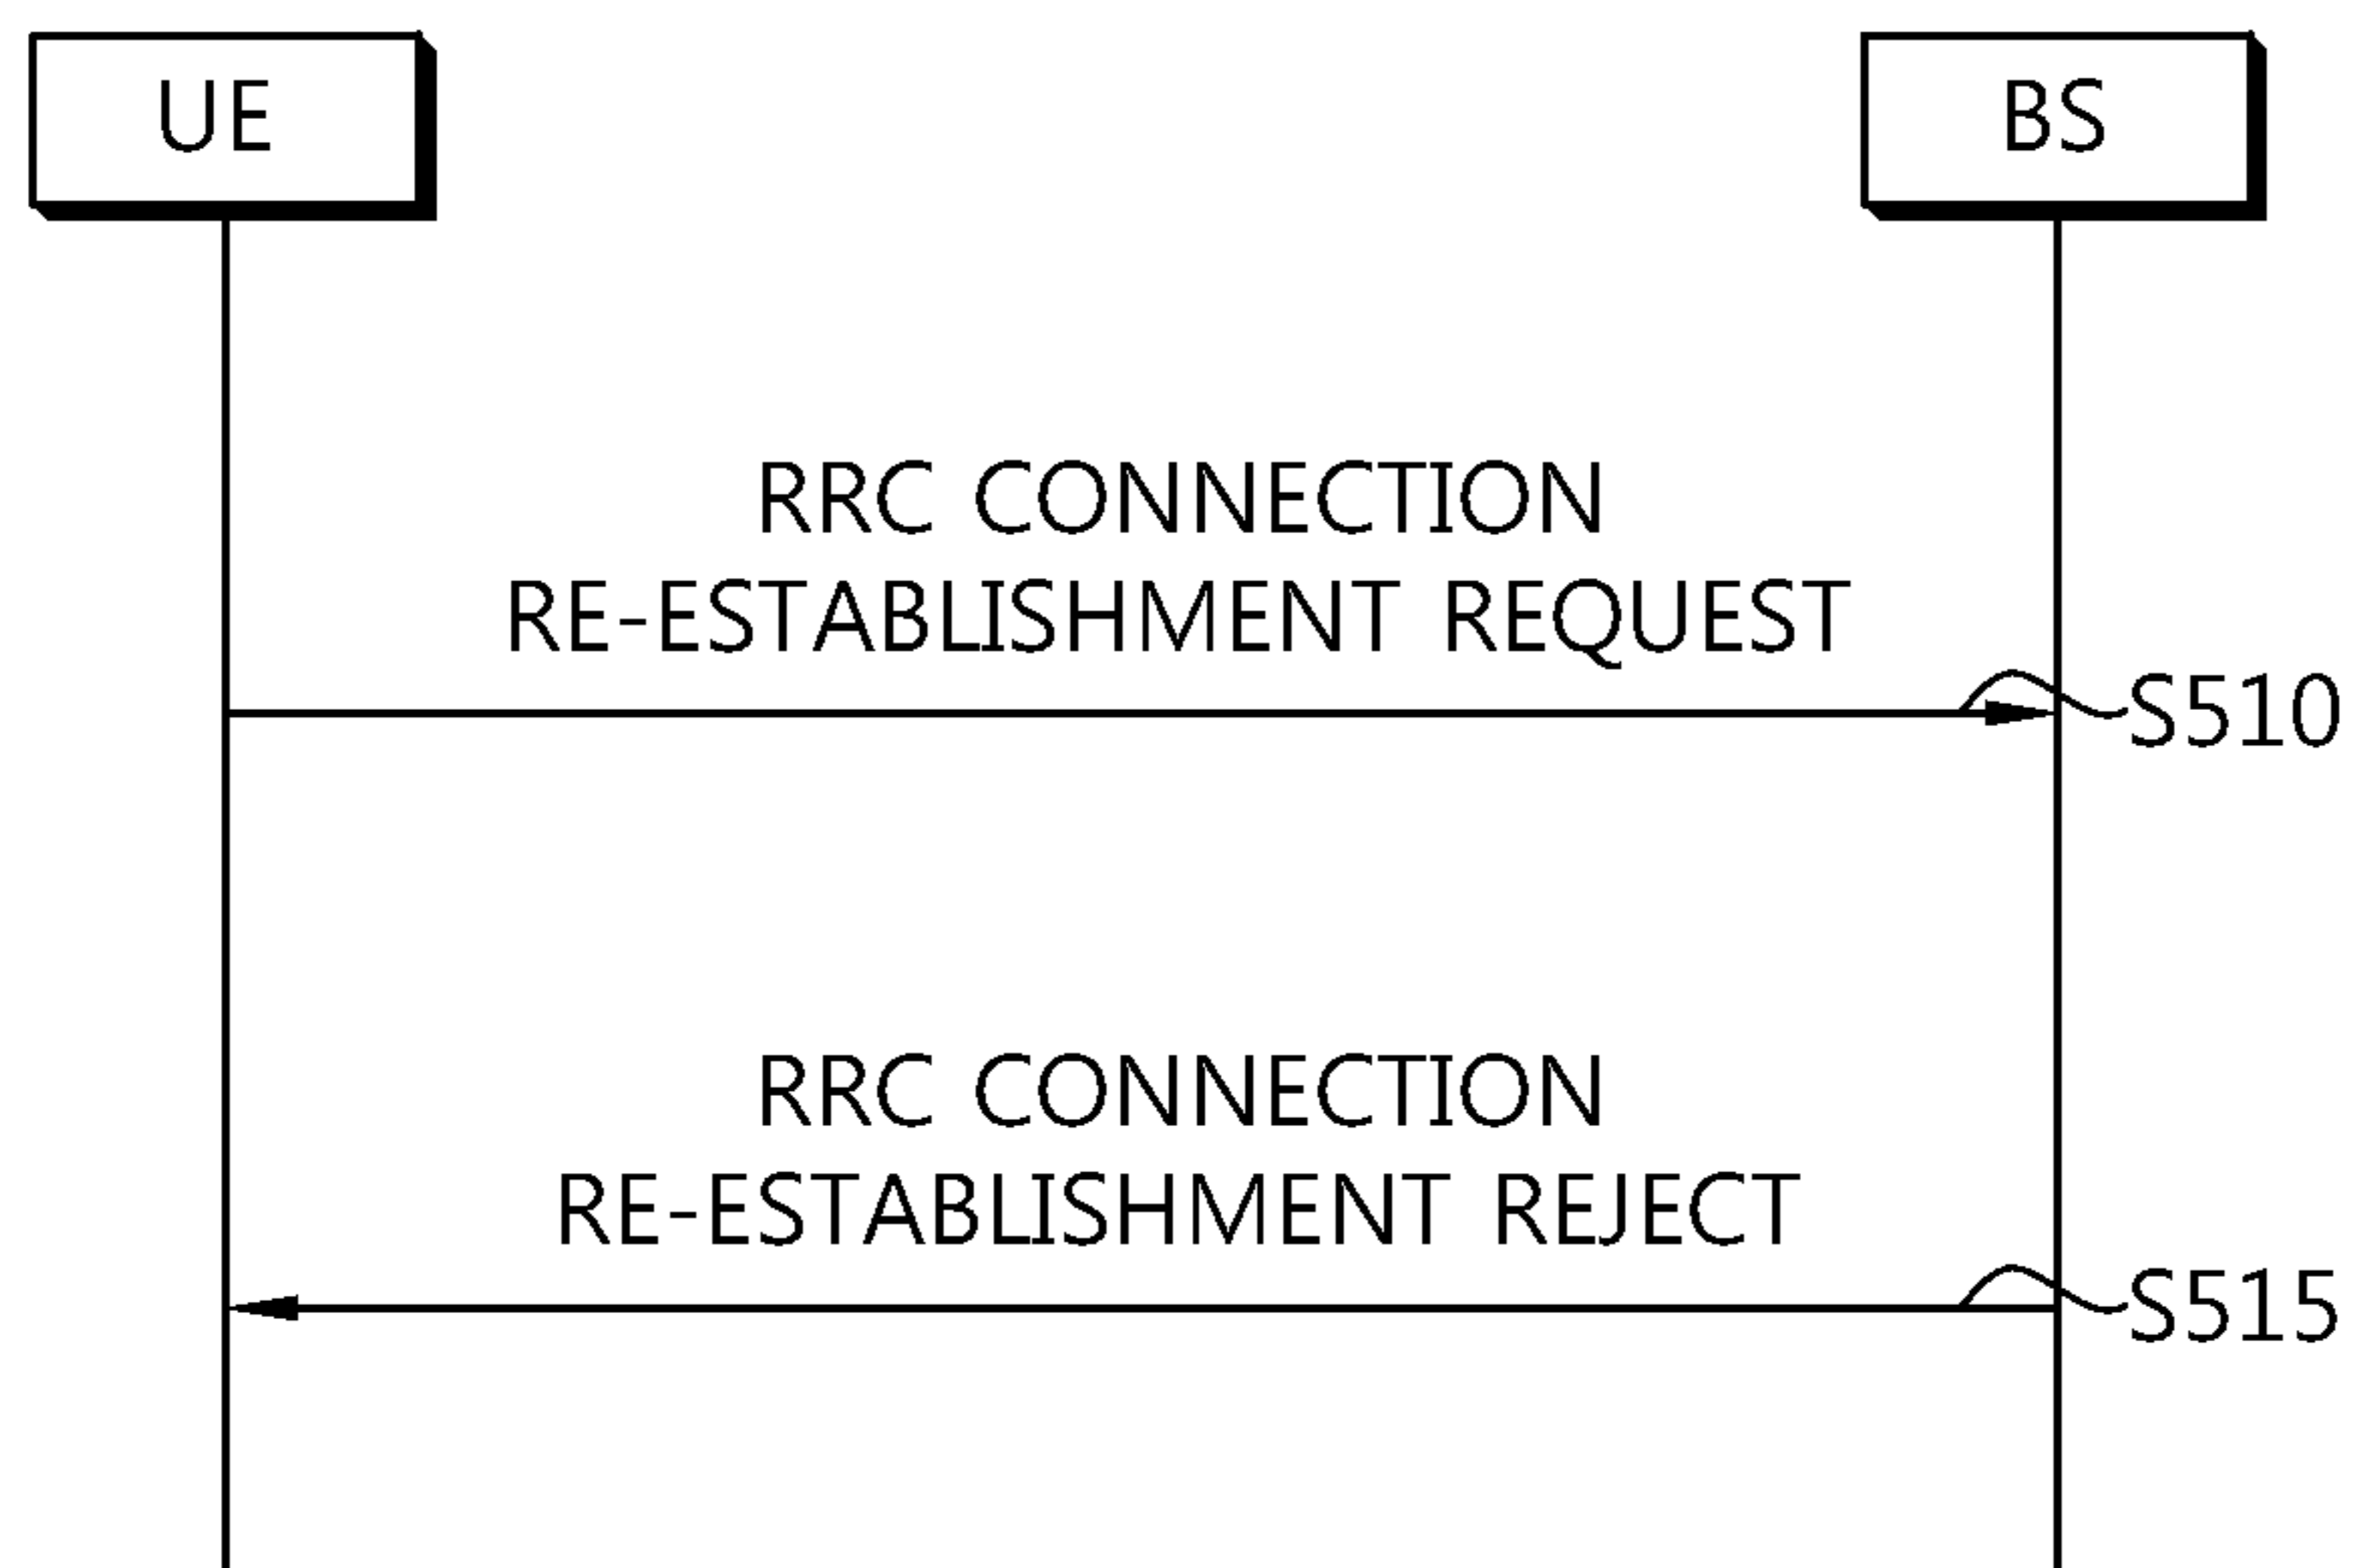 UE
BS
RRC CONNECTION
RE-ESTABLISHMENT REQUEST
S510
RRC CONNECTION
RE-ESTABLISHMENT REJECT
S515